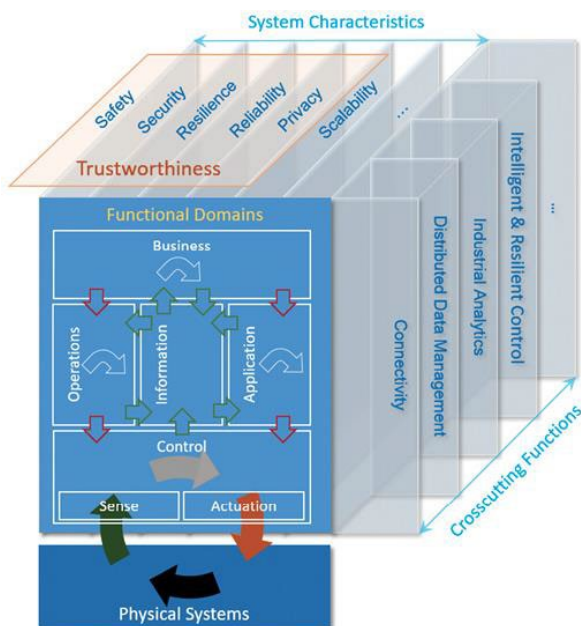 System Characteristics
Safety
Security
Resilience
Reliability
Privacy
Scalability
...
Trustworthiness
Functional Domains
Business
Operations
Information
Application
Control
Sense
Actuation
Physical Systems
Connectivity
Distributed Data Management
Industrial Analytics
Intelligent & Resilient Control
...
Crosscutting Functions